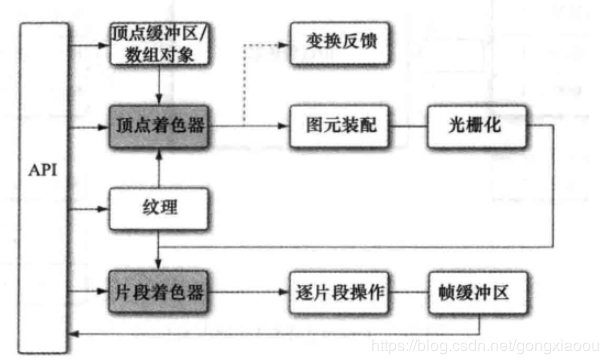 顶点缓冲区/
数组对象
变换反馈
顶点着色器
图元装配
光栅化
API
纹理
片段着色器
逐片段操作
帧缓冲区
https://blog.csdn.net/gongxiaoou